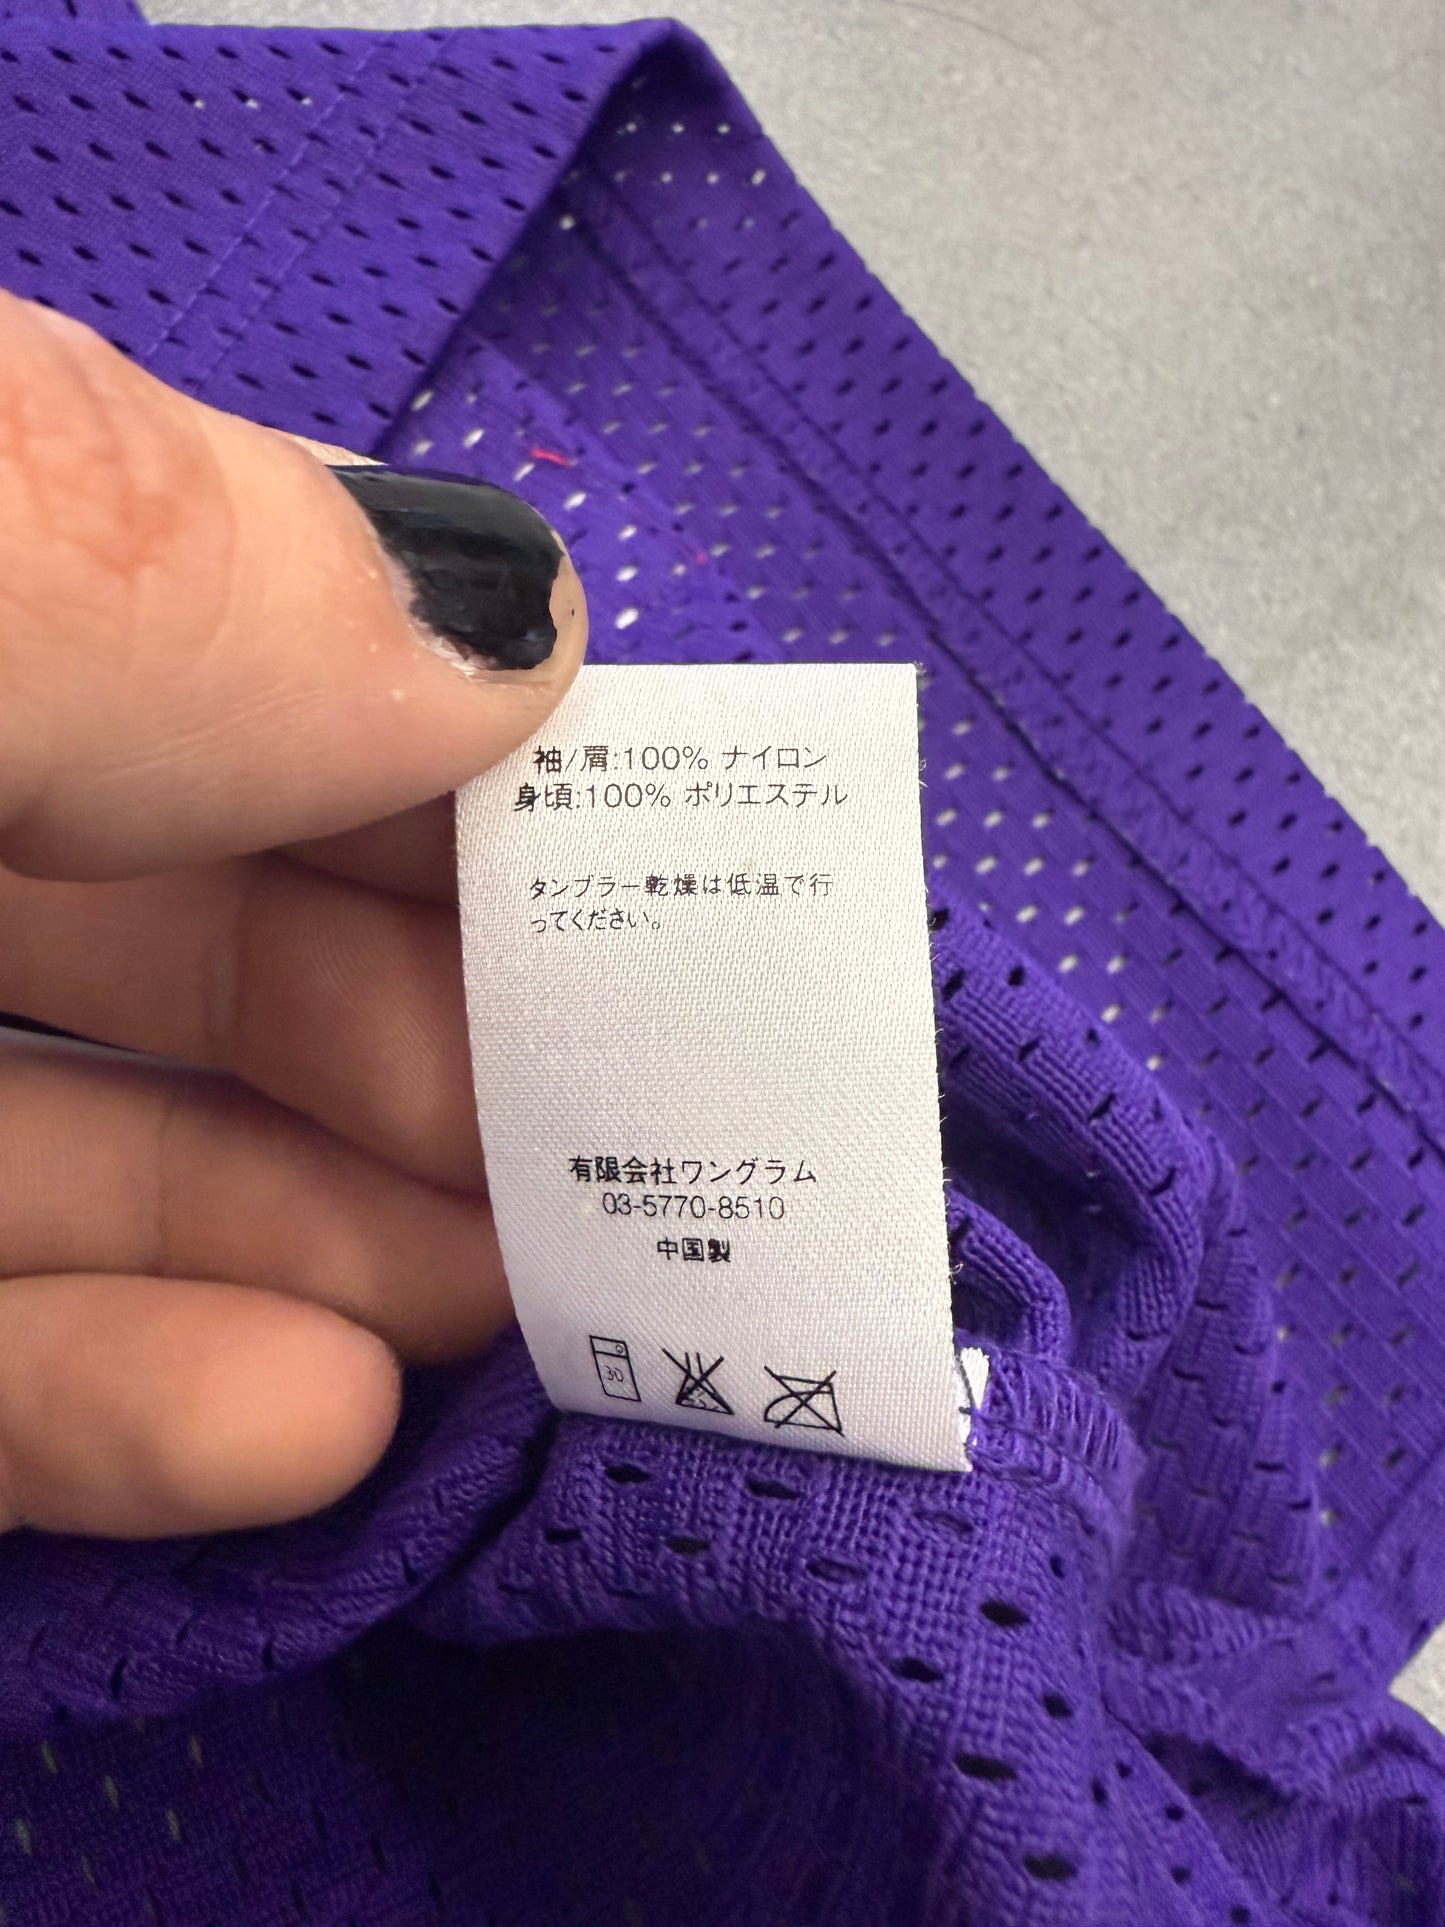 袖/肩:100% ナイロン
身頃:100% ポリエステル
タンブラー乾燥は低温で行
ってください。
有限会社ワングラム
03-5770-8510
中国製
30